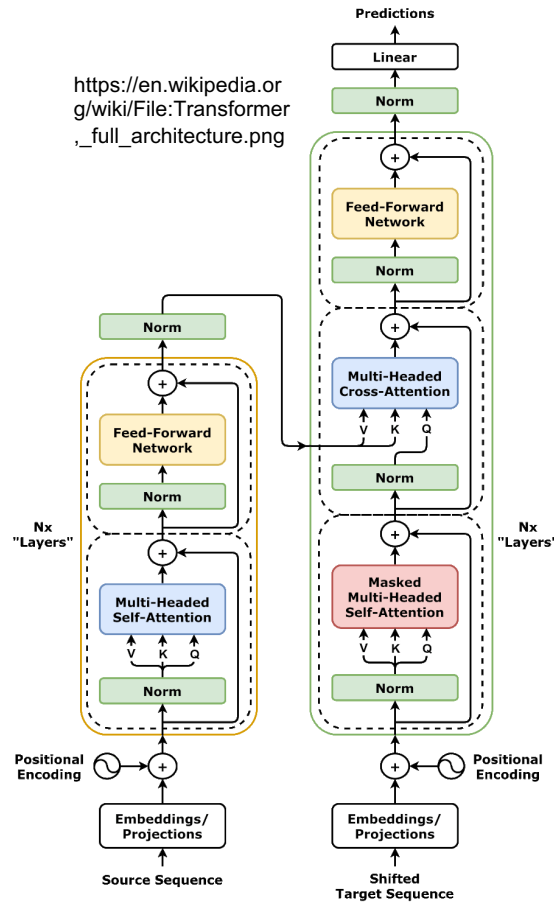 Predictions
Linear
Norm
https://en.wikipedia.or
g/wiki/File:Transformer
,_full_architecture.png
+
Feed-Forward
Network
Norm
+
Multi-Headed
Cross-Attention
V K Q
Norm
+
Masked
Multi-Headed
Self-Attention
V K Q
Norm
Nx
"Layers"
+
Positional
Encoding
Embeddings/
Projections
Shifted
Target Sequence
Norm
+
Feed-Forward
Network
Norm
+
Multi-Headed
Self-Attention
V K Q
Norm
Nx
"Layers"
Positional
Encoding
+
Embeddings/
Projections
Source Sequence